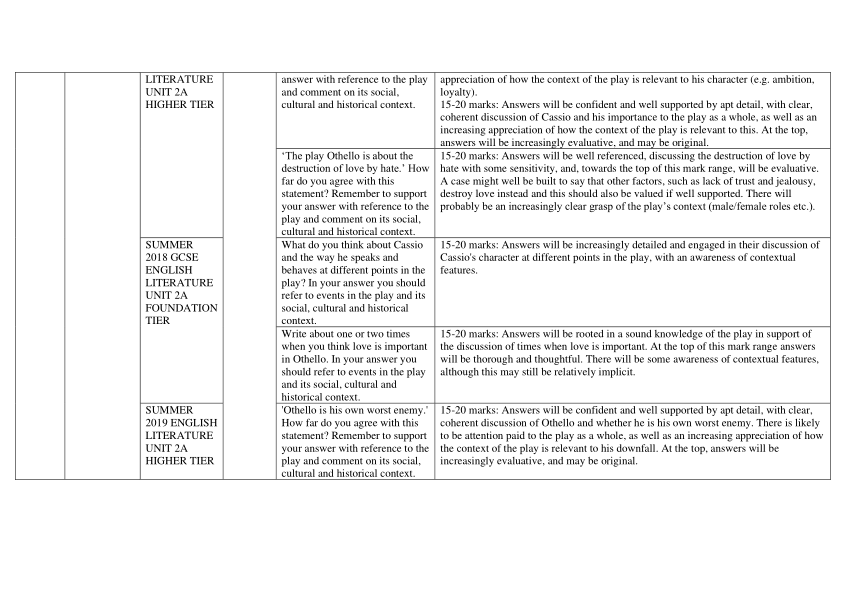 LITERATURE
UNIT 2A
HIGHER TIER
answer with reference to the play
and comment on its social,
cultural and historical context.
appreciation of how the context of the play is relevant to his character (e.g. ambition,
loyalty).
15-20 marks: Answers will be confident and well supported by apt detail, with clear,
coherent discussion of Cassio and his importance to the play as a whole, as well as an
increasing appreciation of how the context of the play is relevant to this. At the top,
answers will be increasingly evaluative, and may be original.
‘The play Othello is about the
destruction of love by hate.’ How
far do you agree with this
statement? Remember to support
your answer with reference to the
play and comment on its social,
cultural and historical context.
15-20 marks: Answers will be well referenced, discussing the destruction of love by
hate with some sensitivity, and, towards the top of this mark range, will be evaluative.
A case might well be built to say that other factors, such as lack of trust and jealousy,
destroy love instead and this should also be valued if well supported. There will
probably be an increasingly clear grasp of the play’s context (male/female roles etc.).
SUMMER
2018 GCSE
ENGLISH
LITERATURE
UNIT 2A
FOUNDATION
TIER
What do you think about Cassio
and the way he speaks and
behaves at different points in the
play? In your answer you should
refer to events in the play and its
social, cultural and historical
context.
15-20 marks: Answers will be increasingly detailed and engaged in their discussion of
Cassio's character at different points in the play, with an awareness of contextual
features.
Write about one or two times
when you think love is important
in Othello. In your answer you
should refer to events in the play
and its social, cultural and
historical context.
15-20 marks: Answers will be rooted in a sound knowledge of the play in support of
the discussion of times when love is important. At the top of this mark range answers
will be thorough and thoughtful. There will be some awareness of contextual features,
although this may still be relatively implicit.
SUMMER
2019 ENGLISH
LITERATURE
UNIT 2A
HIGHER TIER
'Othello is his own worst enemy.'
How far do you agree with this
statement? Remember to support
your answer with reference to the
play and comment on its social,
cultural and historical context.
15-20 marks: Answers will be confident and well supported by apt detail, with clear,
coherent discussion of Othello and whether he is his own worst enemy. There is likely
to be attention paid to the play as a whole, as well as an increasing appreciation of how
the context of the play is relevant to his downfall. At the top, answers will be
increasingly evaluative, and may be original.